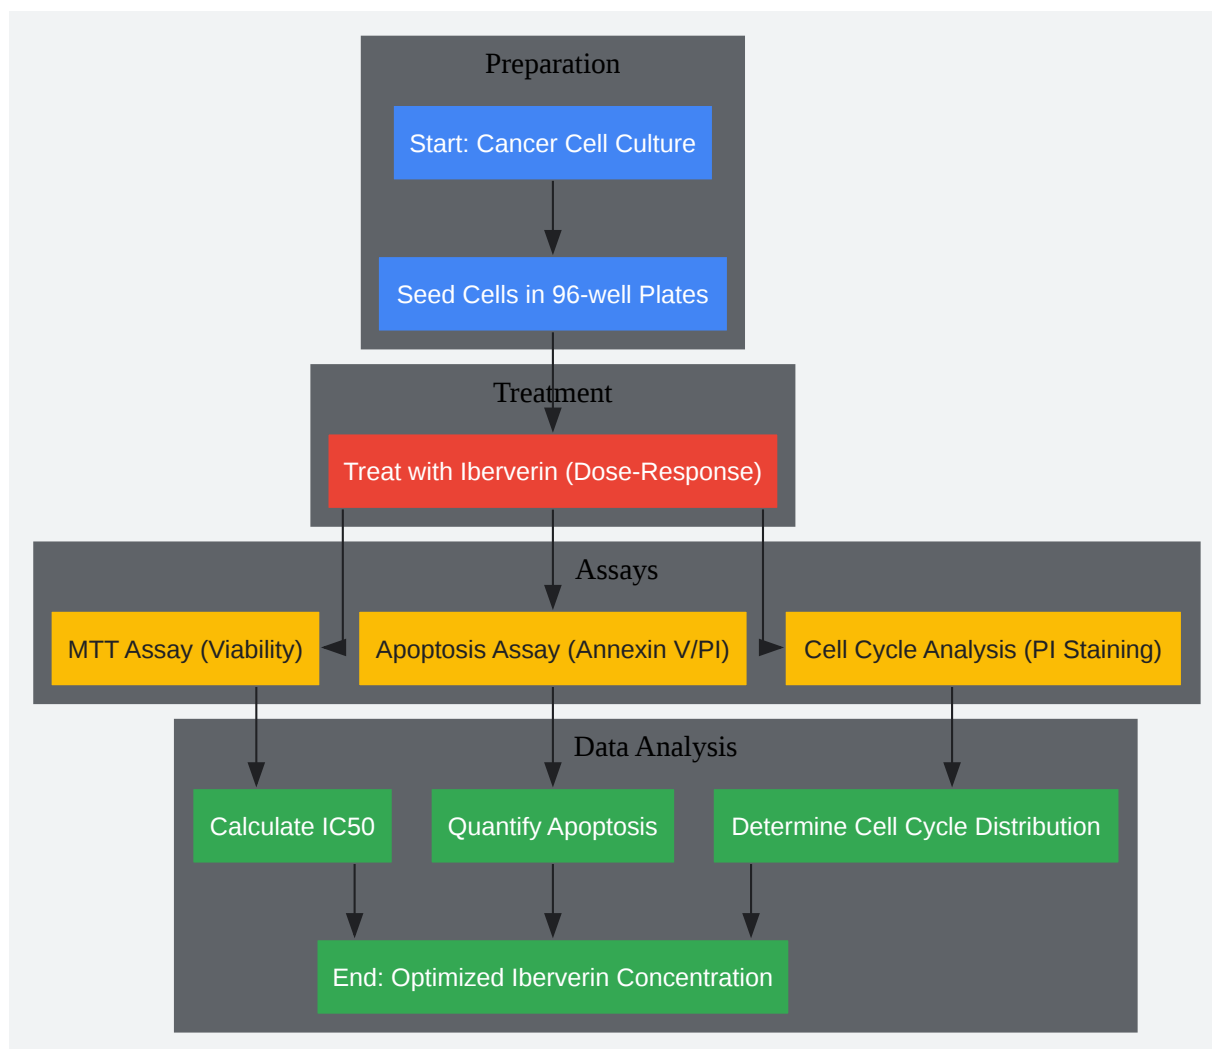 Preparation
Start: Cancer Cell Culture
Seed Cells in 96-well Plates
Treatment
Treat with Iberverin (Dose-Response)
Assays
MTT Assay (Viability)
Apoptosis Assay (Annexin V/PI)
Cell Cycle Analysis (PI Staining)
Data Analysis
Calculate IC50
Quantify Apoptosis
Determine Cell Cycle Distribution
End: Optimized Iberverin Concentration